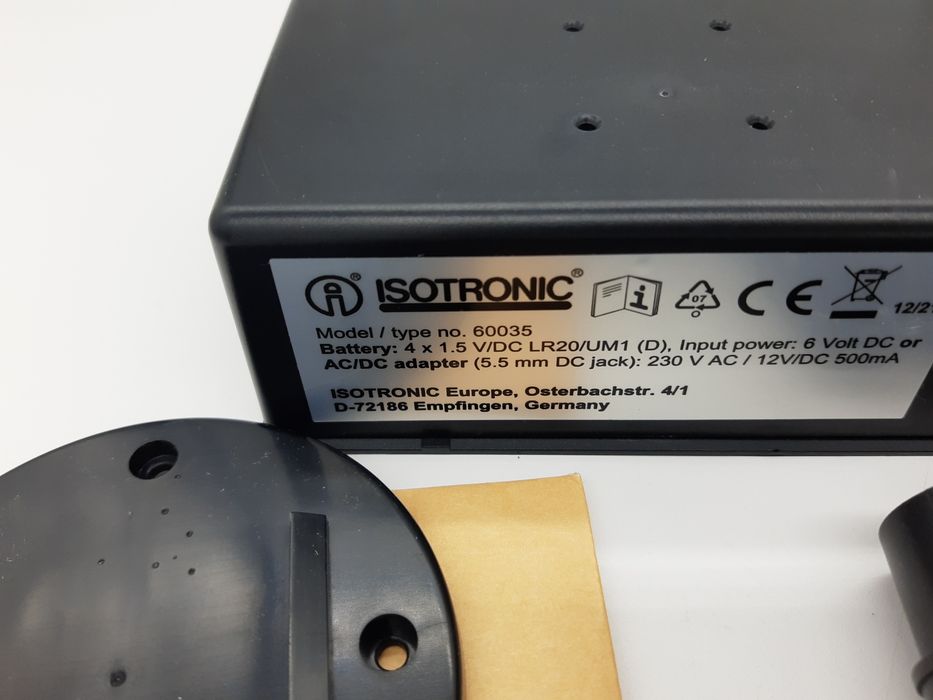 ISOTRONIC®
07
CE
12/21
Model / type no. 60035
Battery: 4 x 1.5 V/DC LR20/UM1 (D), Input power: 6 Volt DC or
AC/DC adapter (5.5 mm DC jack): 230 V AC / 12V/DC 500mA
ISOTRONIC Europe, Osterbachstr. 4/1
D-72186 Empfingen, Germany